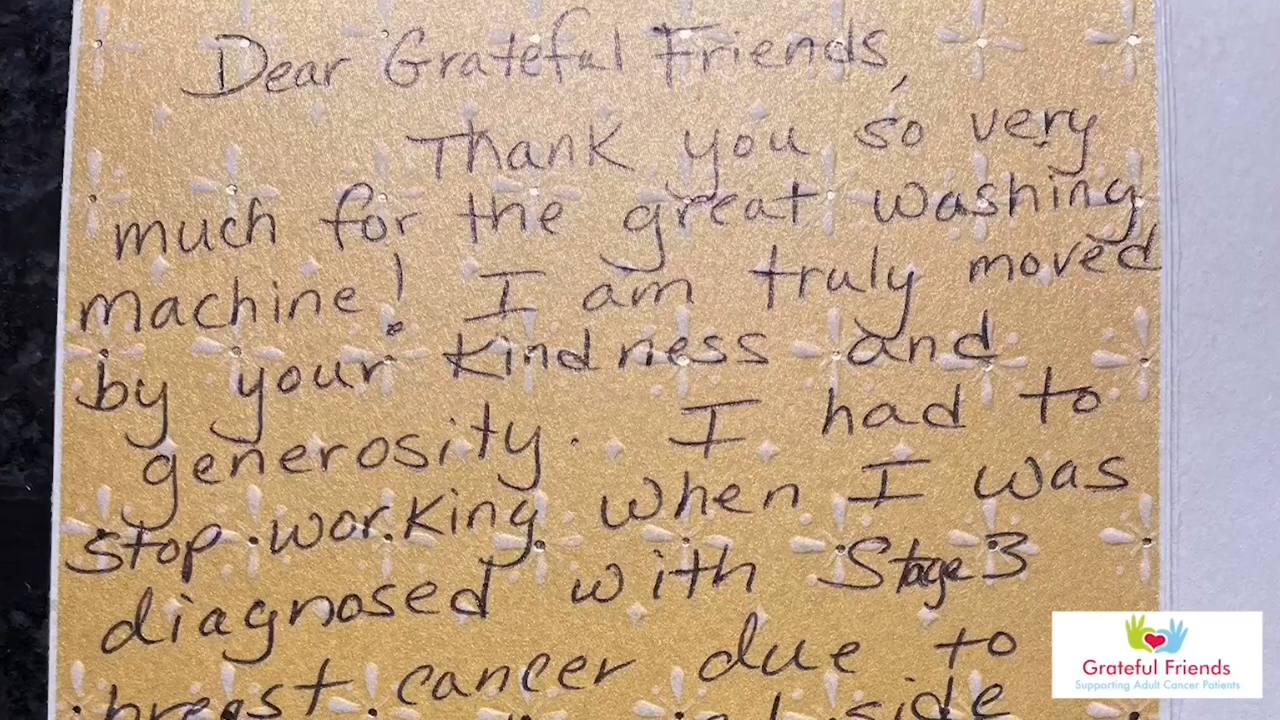 Dear Grateful Friends,
Thank you so very
much for the great washing
machine! I am truly moved
by your kindness and
generosity. I had to
stop working when I was
diagnosed with Stage 3
breast cancer due to
side
Grateful Friends
Supporting Adult Cancer Patients